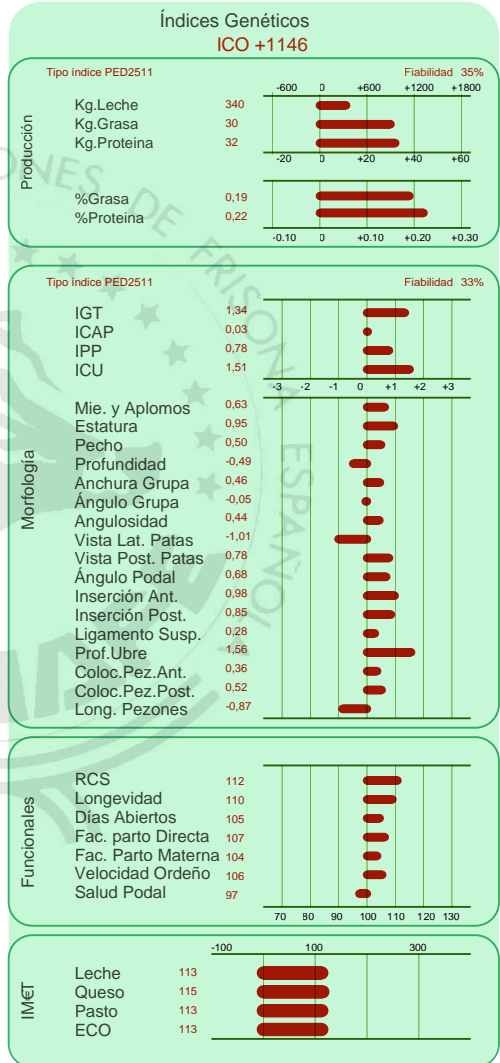 Índices Genéticos
ICO +1146
Tipo índice PED2511 Fiabilidad 35%
-600 0 +600 +1200 +1800
Producción
Kg.Leche 340
Kg.Grasa 30
Kg.Proteina 32
-20 0 +20 +40 +60
%Grasa 0,19
%Proteina 0,22
-0.10 0 +0.10 +0.20 +0.30
Tipo índice PED2511 Fiabilidad 33%
Morfología
IGT 1,34
ICAP 0,03
IPP 0,78
ICU 1,51
-3 -2 -1 0 +1 +2 +3
Mie. y Aplomos 0,63
Estatura 0,95
Pecho 0,50
Profundidad -0,49
Anchura Grupa 0,46
Ángulo Grupa -0,05
Angulosidad 0,44
Vista Lat. Patas -1,01
Vista Post. Patas 0,78
Ángulo Podal 0,68
Inserción Ant. 0,98
Inserción Post. 0,85
Ligamento Susp. 0,28
Prof.Ubre 1,56
Coloc.Pez.Ant. 0,36
Coloc.Pez.Post. 0,52
Long. Pezones -0,87
Funcionales
RCS 112
Longevidad 110
Días Abiertos 105
Fac. parto Directa 107
Fac. Parto Materna 104
Velocidad Ordeño 106
Salud Podal 97
70 80 90 100 110 120 130
-100 100 300
IM€T
Leche 113
Queso 115
Pasto 113
ECO 113
DE FRISONA ESPAÑOLA